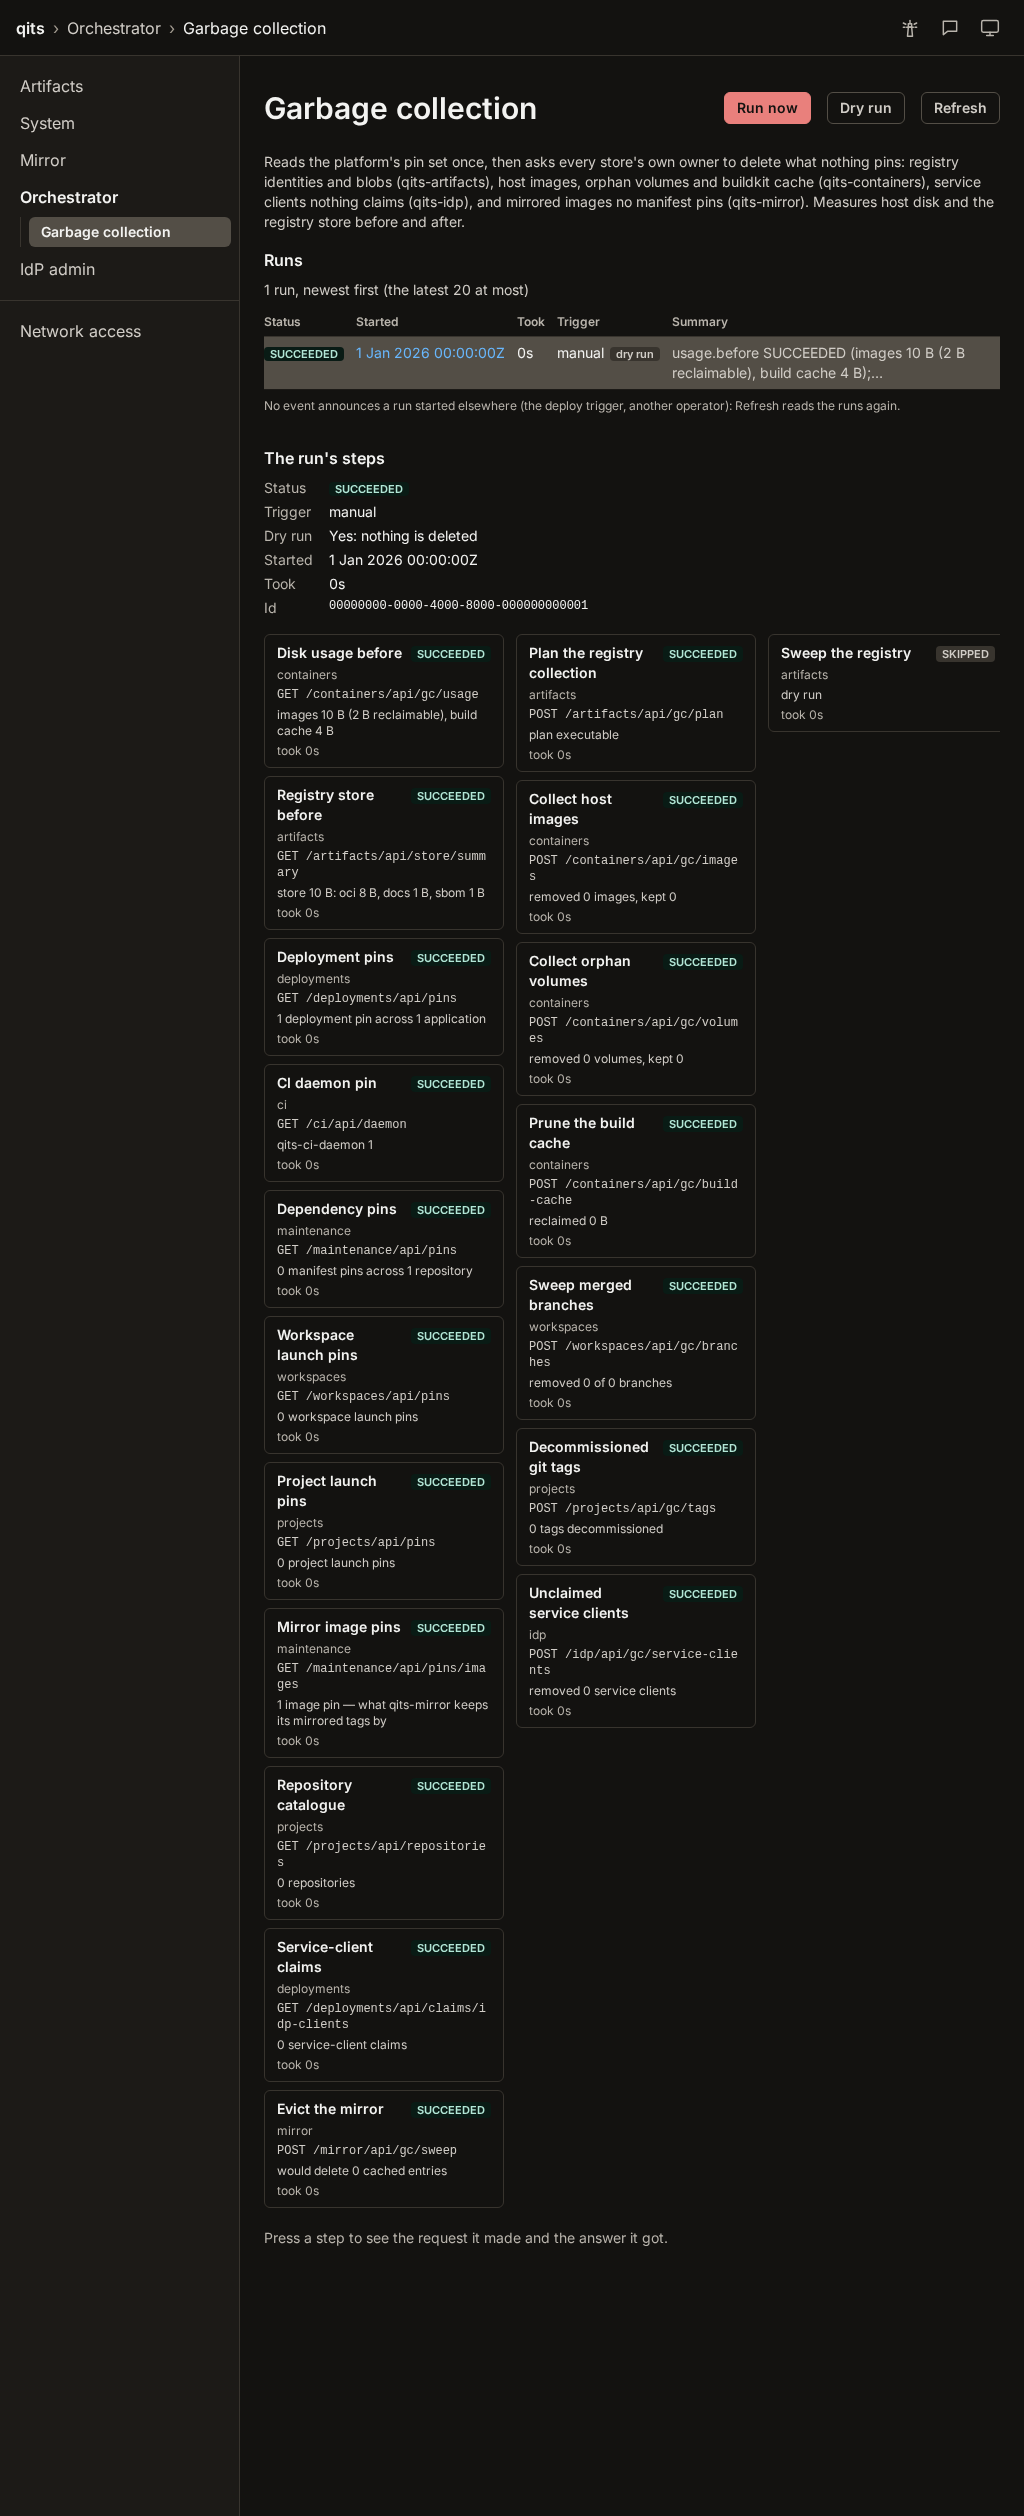 qits › Orchestrator › Garbage collection
Artifacts
System
Mirror
Orchestrator
Garbage collection
IdP admin
Network access
Garbage collection
Run now
Dry run
Refresh
Reads the platform's pin set once, then asks every store's own owner to delete what nothing pins: registry
identities and blobs (qits-artifacts), host images, orphan volumes and buildkit cache (qits-containers), service
clients nothing claims (qits-idp), and mirrored images no manifest pins (qits-mirror). Measures host disk and the
registry store before and after.
Runs
1 run, newest first (the latest 20 at most)
Status Started Took Trigger Summary
SUCCEEDED 1 Jan 2026 00:00:00Z 0s manual dry run usage.before SUCCEEDED (images 10 B (2 B
reclaimable), build cache 4 B);...
No event announces a run started elsewhere (the deploy trigger, another operator): Refresh reads the runs again.
The run's steps
Status SUCCEEDED
Trigger manual
Dry run Yes: nothing is deleted
Started 1 Jan 2026 00:00:00Z
Took 0s
Id 00000000-0000-4000-8000-000000000001
Disk usage before SUCCEEDED
containers
GET /containers/api/gc/usage
images 10 B (2 B reclaimable), build
cache 4 B
took 0s
Registry store SUCCEEDED
before
artifacts
GET /artifacts/api/store/summ
ary
store 10 B: oci 8 B, docs 1 B, sbom 1 B
took 0s
Deployment pins SUCCEEDED
deployments
GET /deployments/api/pins
1 deployment pin across 1 application
took 0s
CI daemon pin SUCCEEDED
ci
GET /ci/api/daemon
qits-ci-daemon 1
took 0s
Dependency pins SUCCEEDED
maintenance
GET /maintenance/api/pins
0 manifest pins across 1 repository
took 0s
Workspace SUCCEEDED
launch pins
workspaces
GET /workspaces/api/pins
0 workspace launch pins
took 0s
Project launch SUCCEEDED
pins
projects
GET /projects/api/pins
0 project launch pins
took 0s
Mirror image pins SUCCEEDED
maintenance
GET /maintenance/api/pins/ima
ges
1 image pin — what qits-mirror keeps
its mirrored tags by
took 0s
Repository SUCCEEDED
catalogue
projects
GET /projects/api/repositorie
s
0 repositories
took 0s
Service-client SUCCEEDED
claims
deployments
GET /deployments/api/claims/i
dp-clients
0 service-client claims
took 0s
Evict the mirror SUCCEEDED
mirror
POST /mirror/api/gc/sweep
would delete 0 cached entries
took 0s
Plan the registry SUCCEEDED
collection
artifacts
POST /artifacts/api/gc/plan
plan executable
took 0s
Collect host SUCCEEDED
images
containers
POST /containers/api/gc/image
s
removed 0 images, kept 0
took 0s
Collect orphan SUCCEEDED
volumes
containers
POST /containers/api/gc/volum
es
removed 0 volumes, kept 0
took 0s
Prune the build SUCCEEDED
cache
containers
POST /containers/api/gc/build
-cache
reclaimed 0 B
took 0s
Sweep merged SUCCEEDED
branches
workspaces
POST /workspaces/api/gc/branc
hes
removed 0 of 0 branches
took 0s
Decommissioned SUCCEEDED
git tags
projects
POST /projects/api/gc/tags
0 tags decommissioned
took 0s
Unclaimed SUCCEEDED
service clients
idp
POST /idp/api/gc/service-clie
nts
removed 0 service clients
took 0s
Sweep the registry SKIPPED
artifacts
dry run
took 0s
Press a step to see the request it made and the answer it got.